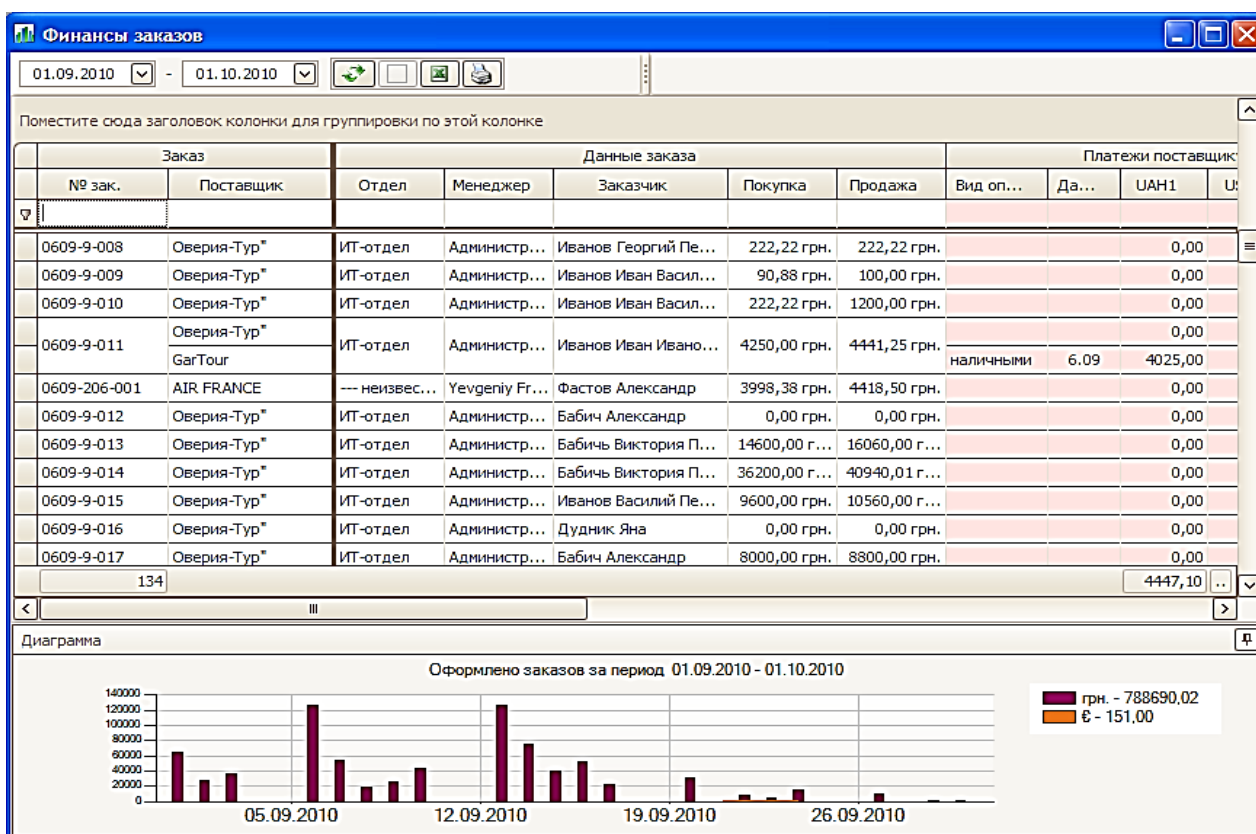 Финансы заказов
01.09.2010 - 01.10.2010
Поместите сюда заголовок колонки для группировки по этой колонке
Заказ Данные заказа Платежи поставщик
№ зак. Поставщик Отдел Менеджер Заказчик Покупка Продажа Вид оп... Да... UAH1
0609-9-008 Оверия-Тур" ИТ-отдел Администр... Иванов Георгий Пе... 222,22 грн. 222,22 грн. 0,00
0609-9-009 Оверия-Тур" ИТ-отдел Администр... Иванов Иван Васил... 90,88 грн. 100,00 грн. 0,00
0609-9-010 Оверия-Тур" ИТ-отдел Администр... Иванов Иван Васил... 222,22 грн. 1200,00 грн. 0,00
0609-9-011 Оверия-Тур" ИТ-отдел Администр... Иванов Иван Ивано... 4250,00 грн. 4441,25 грн. 0,00
GarTour наличными 6.09 4025,00
0609-206-001 AIR FRANCE --- неизвес... Yevgeniy Fr... Фастов Александр 3998,38 грн. 4418,50 грн. 0,00
0609-9-012 Оверия-Тур" ИТ-отдел Администр... Бабич Александр 0,00 грн. 0,00 грн. 0,00
0609-9-013 Оверия-Тур" ИТ-отдел Администр... Бабичь Виктория П... 14600,00 г... 16060,00 г... 0,00
0609-9-014 Оверия-Тур" ИТ-отдел Администр... Бабичь Виктория П... 36200,00 г... 40940,01 г... 0,00
0609-9-015 Оверия-Тур" ИТ-отдел Администр... Иванов Василий Пе... 9600,00 грн. 10560,00 г... 0,00
0609-9-016 Оверия-Тур" ИТ-отдел Администр... Дудник Яна 0,00 грн. 0,00 грн. 0,00
0609-9-017 Оверия-Тур" ИТ-отдел Администр... Бабич Александр 8000,00 грн. 8800,00 грн. 0,00
134 4447,10 ..
Диаграмма
Оформлено заказов за период 01.09.2010 - 01.10.2010
140000
120000
100000
80000
60000
40000
20000
0
05.09.2010 12.09.2010 19.09.2010 26.09.2010
грн. - 788690,02
€ - 151,00